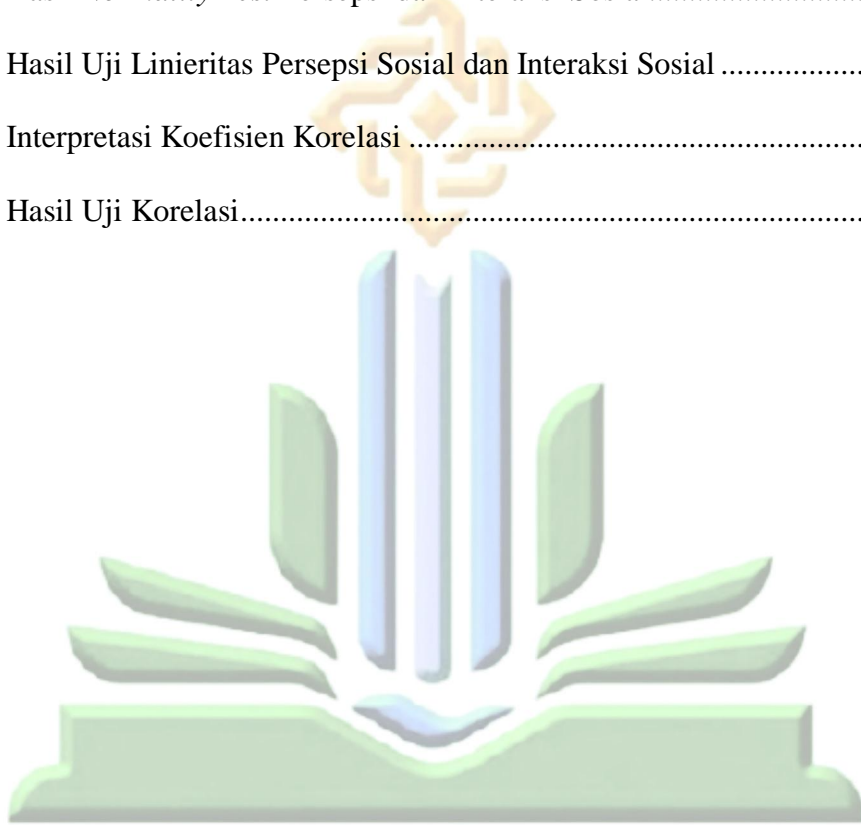 Hasil Uji Linieritas Persepsi Sosial dan Interaksi Sosial ..................
Interpretasi Koefisien Korelasi .........................................................
Hasil Uji Korelasi..............................................................................